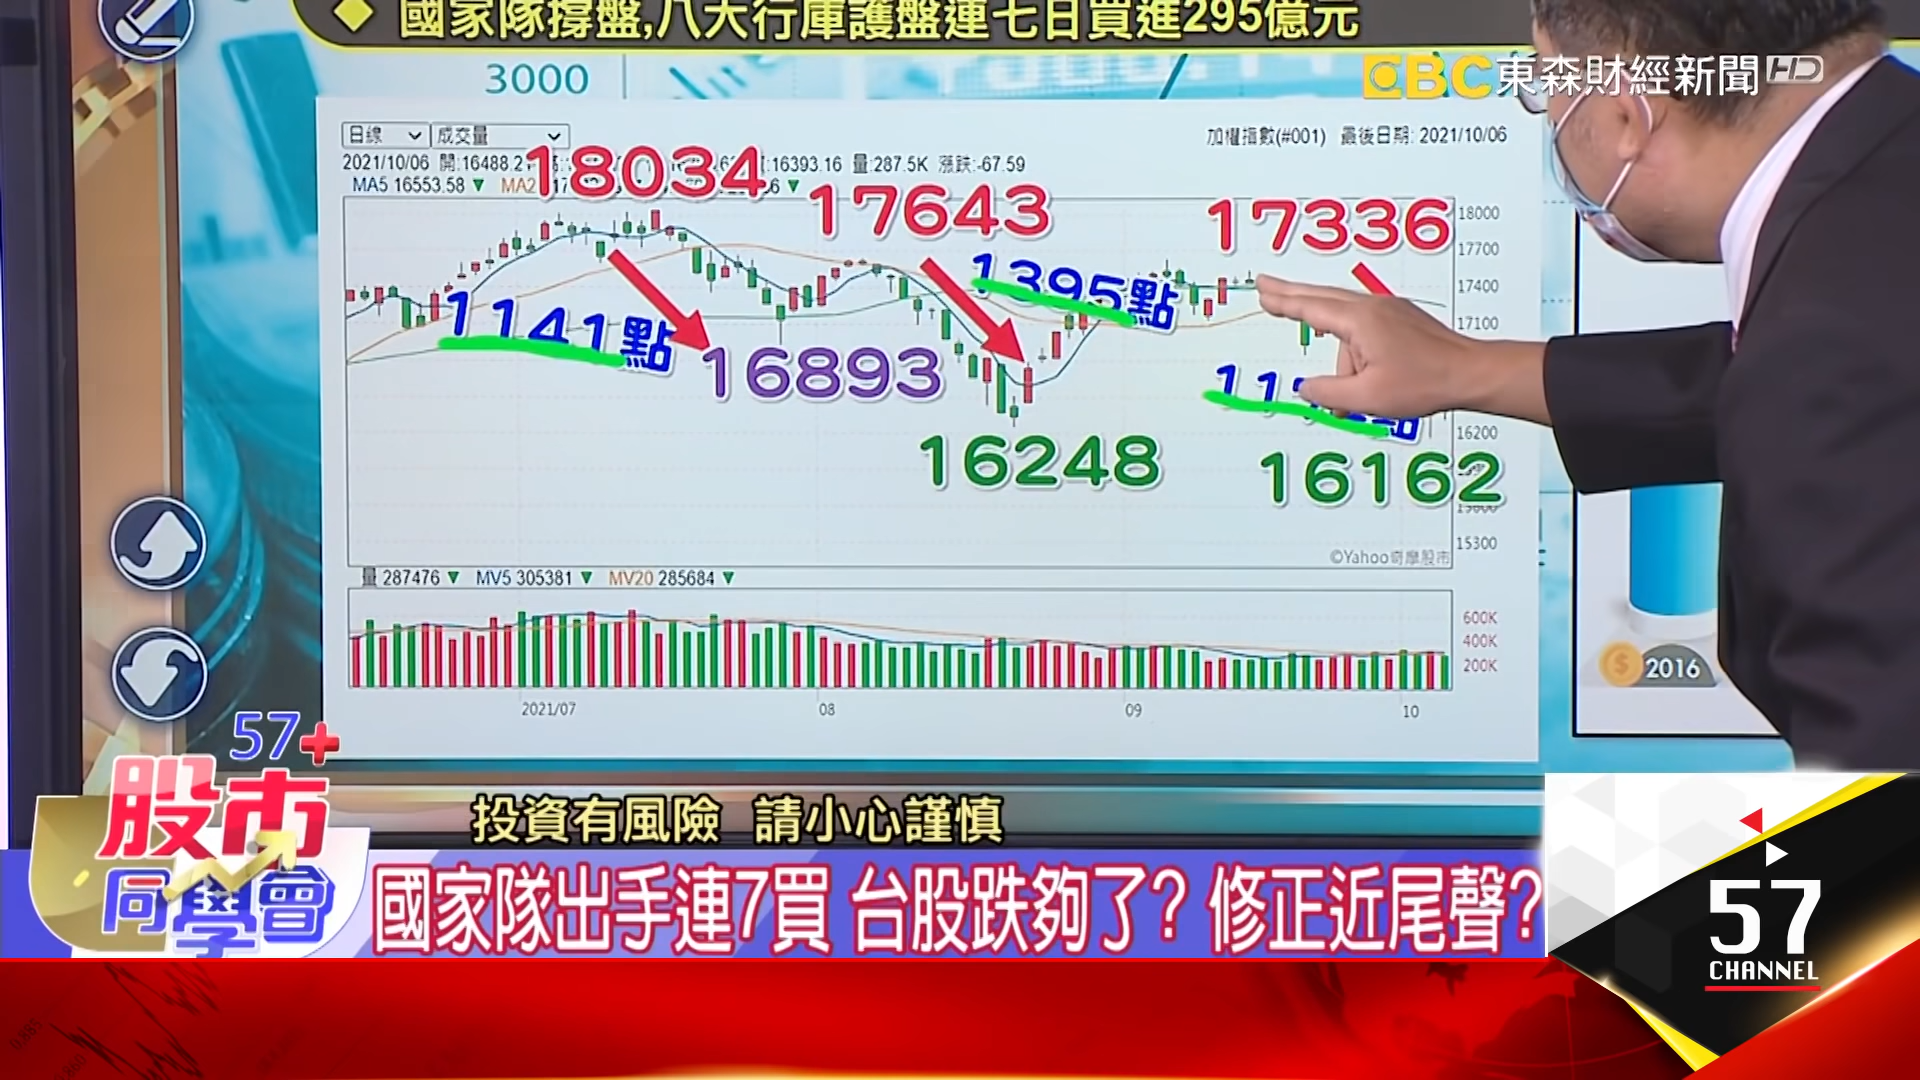 國家隊撐盤,八大行庫護盤連七日買進295億元
3000
EBC東森財經新聞HD
日線 成交量
加權指數(#001) 最後日期: 2021/10/06
2021/10/06 開:16488.21 :16393.16 量:287.5K 漲跌:-67.59
MA5 16553.58 ▼ MA2 ▼
18034
17643
17336
1395點
1141點
16893
16248
16162
18000
17700
17400
17100
16200
15300
©Yahoo奇摩股市
量 287476 ▼ MV5 305381 ▼ MV20 285684 ▼
600K
400K
200K
2021/07 08 09 10
$ 2016
57+
股市
同學會
投資有風險 請小心謹慎
國家隊出手連7買 台股跌夠了? 修正近尾聲?
57
CHANNEL